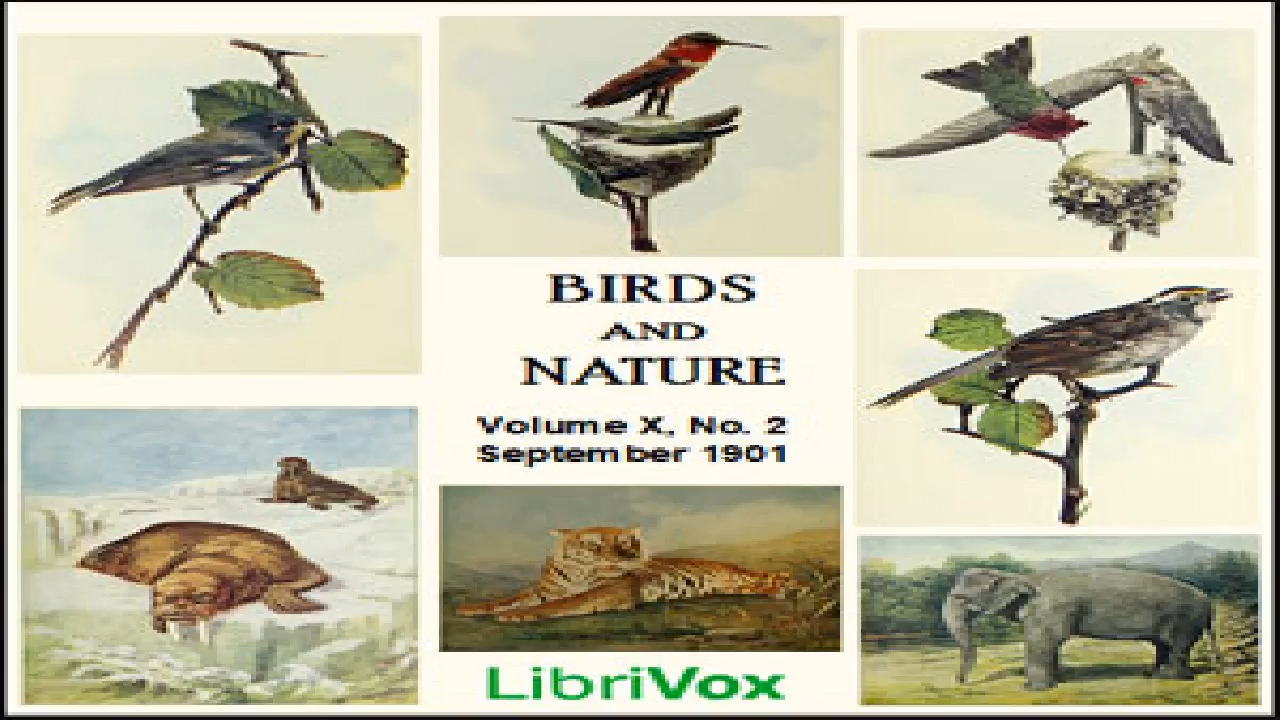 BIRDS
AND
NATURE
Volume X, No. 2
September 1901
LibriVox